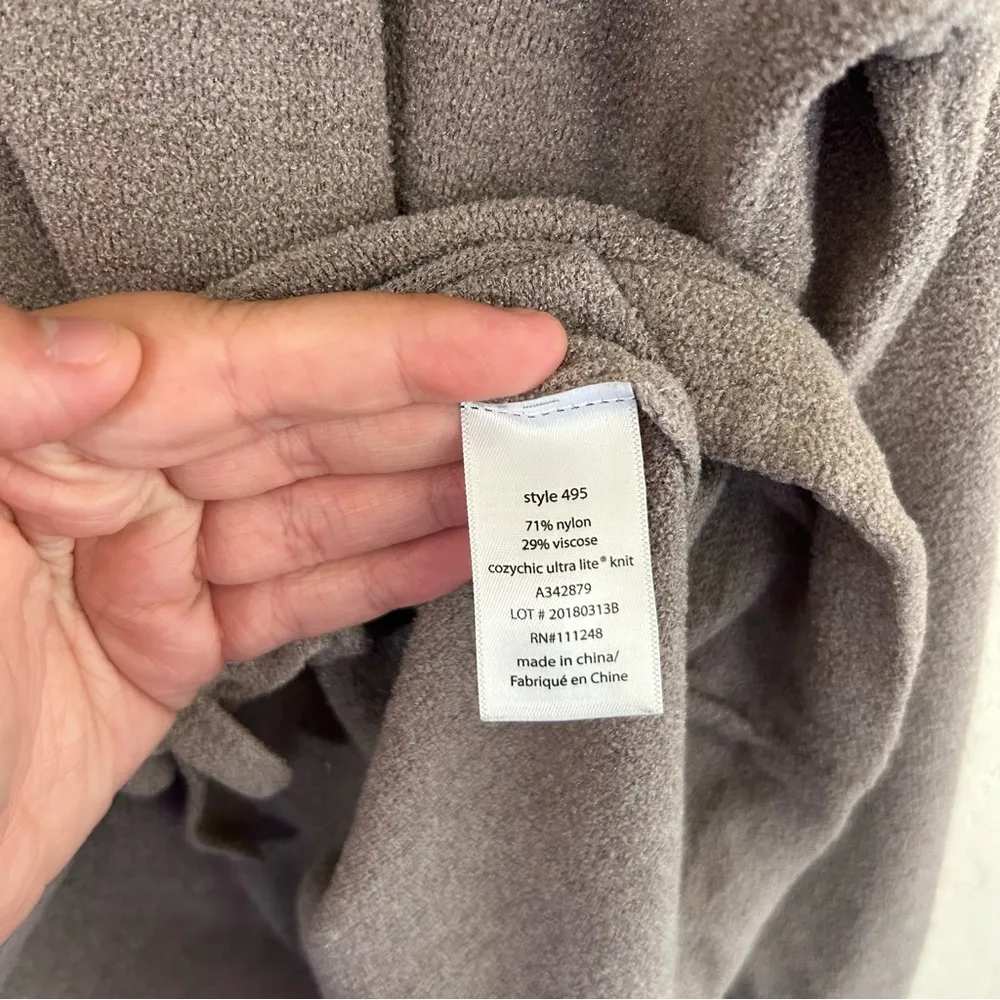 style 495
71% nylon
29% viscose
cozychic ultra lite® knit
A342879
LOT # 20180313B
RN#111248
made in china/
Fabriqué en Chine